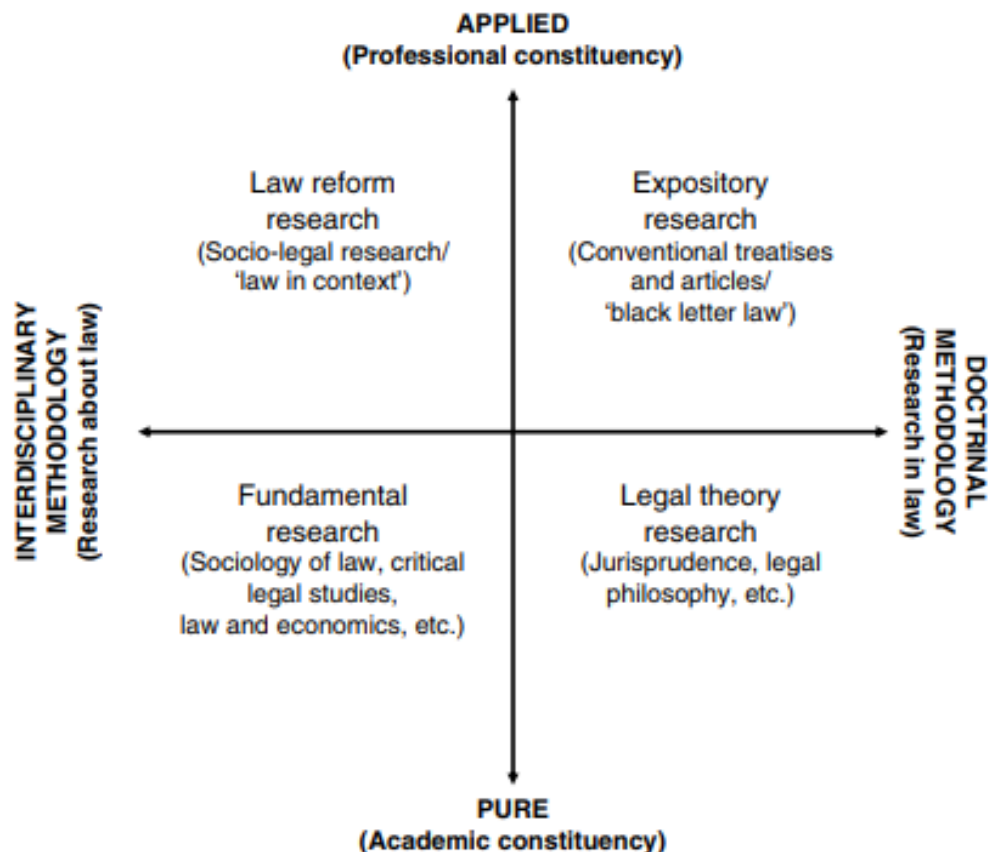 APPLIED
(Professional constituency)
Law reform
research
(Socio-legal research/
‘law in context’)
Expository
research
(Conventional treatises
and articles/
‘black letter law’)
INTERDISCIPLINARY
METHODOLOGY
(Research about law)
DOCTRINAL
METHODOLOGY
(Research in law)
Fundamental
research
(Sociology of law, critical
legal studies,
law and economics, etc.)
Legal theory
research
(Jurisprudence, legal
philosophy, etc.)
PURE
(Academic constituency)